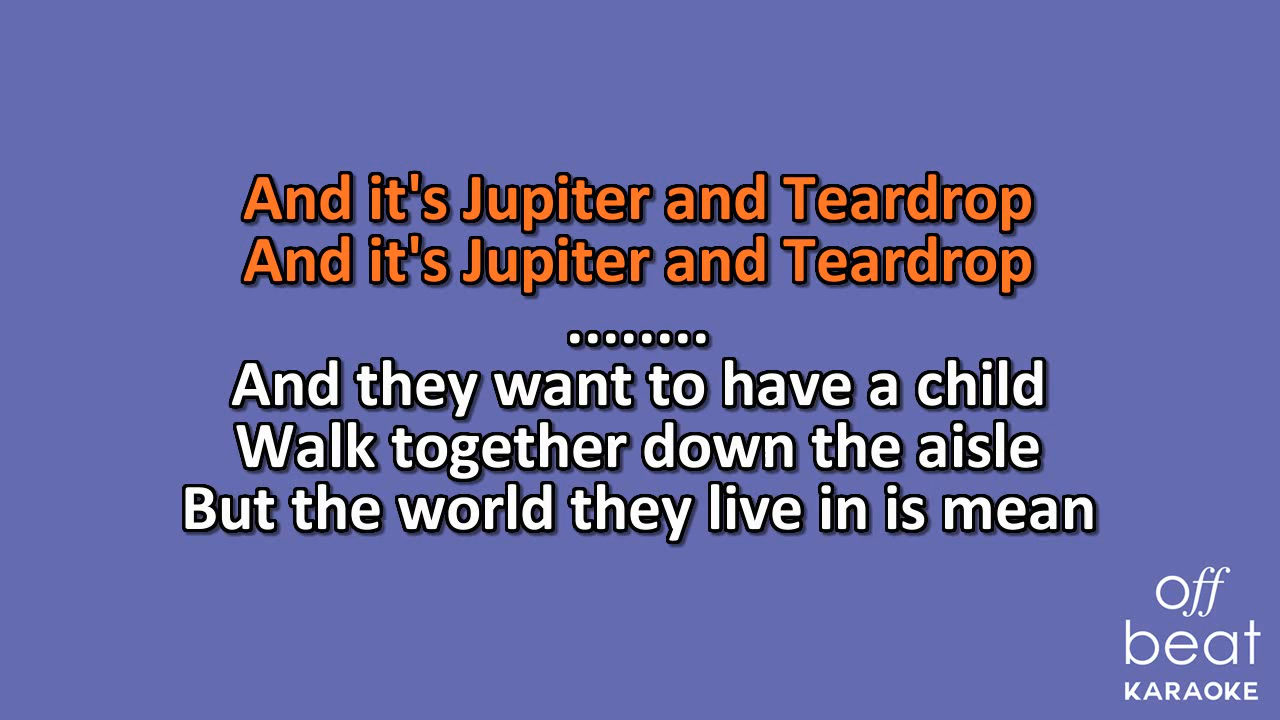 And it's Jupiter and Teardrop
And it's Jupiter and Teardrop
........
And they want to have a child
Walk together down the aisle
But the world they live in is mean
off
beat
KARAOKE